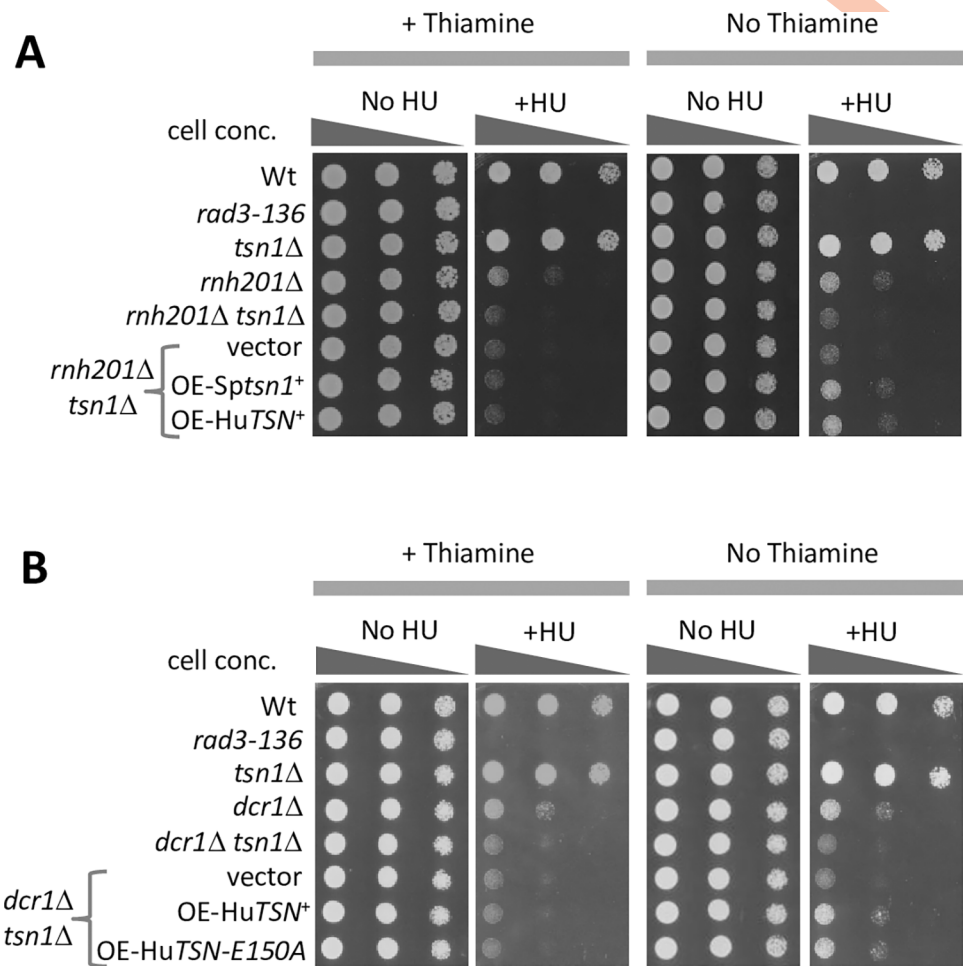 A
+ Thiamine
No Thiamine
No HU
+HU
No HU
+HU
cell conc.
Wt
rad3-136
tsn1Δ
rnh201Δ
rnh201Δ tsn1Δ
vector
rnh201Δ
tsn1Δ
OE-Sptsn1⁺
OE-HuTSN⁺
B
+ Thiamine
No Thiamine
No HU
+HU
No HU
+HU
cell conc.
Wt
rad3-136
tsn1Δ
dcr1Δ
dcr1Δ tsn1Δ
vector
dcr1Δ
tsn1Δ
OE-HuTSN⁺
OE-HuTSN-E150A